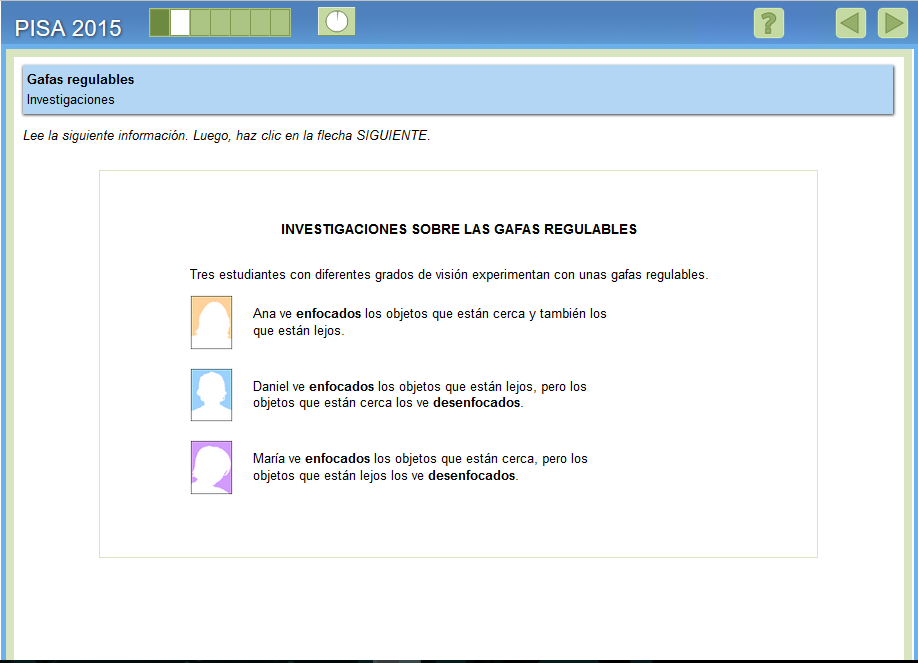 PISA 2015
?
Gafas regulables
Investigaciones
Lee la siguiente información. Luego, haz clic en la flecha SIGUIENTE.
INVESTIGACIONES SOBRE LAS GAFAS REGULABLES
Tres estudiantes con diferentes grados de visión experimentan con unas gafas regulables.
Ana ve enfocados los objetos que están cerca y también los
que están lejos.
Daniel ve enfocados los objetos que están lejos, pero los
objetos que están cerca los ve desenfocados.
María ve enfocados los objetos que están cerca, pero los
objetos que están lejos los ve desenfocados.